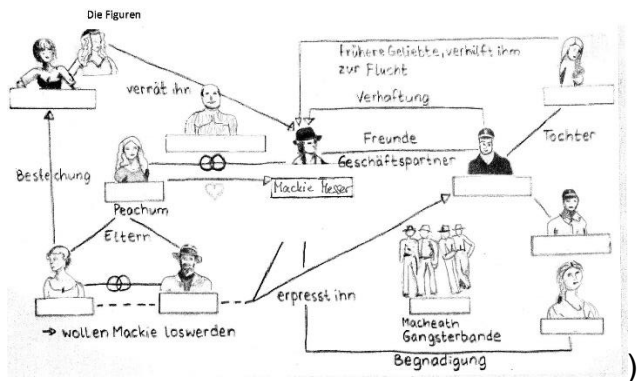 Die Figuren
frühere Geliebte, verhilft ihm
zur Flucht
verrät ihn
Verhaftung
Freunde
Tochter
Geschäftspartner
Bestechung
Mackie Messer
Peachum
Eltern
erpresst ihn
Macheath
Gangsterbande
→ wollen Mackie loswerden
Begnadigung
)